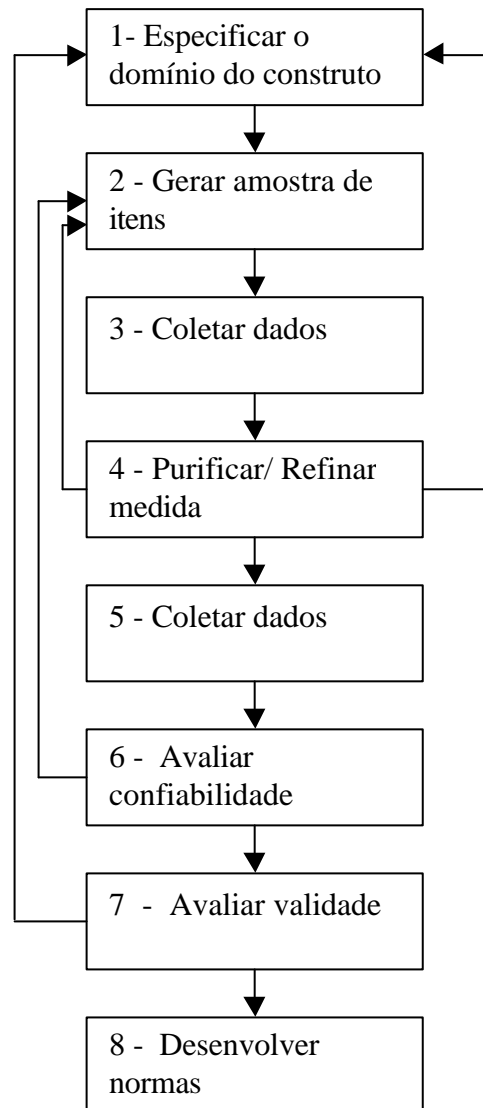 1- Especificar o
domínio do construto
2 - Gerar amostra de
itens
3 - Coletar dados
4 - Purificar/ Refinar
medida
5 - Coletar dados
6 - Avaliar
confiabilidade
7 - Avaliar validade
8 - Desenvolver
normas